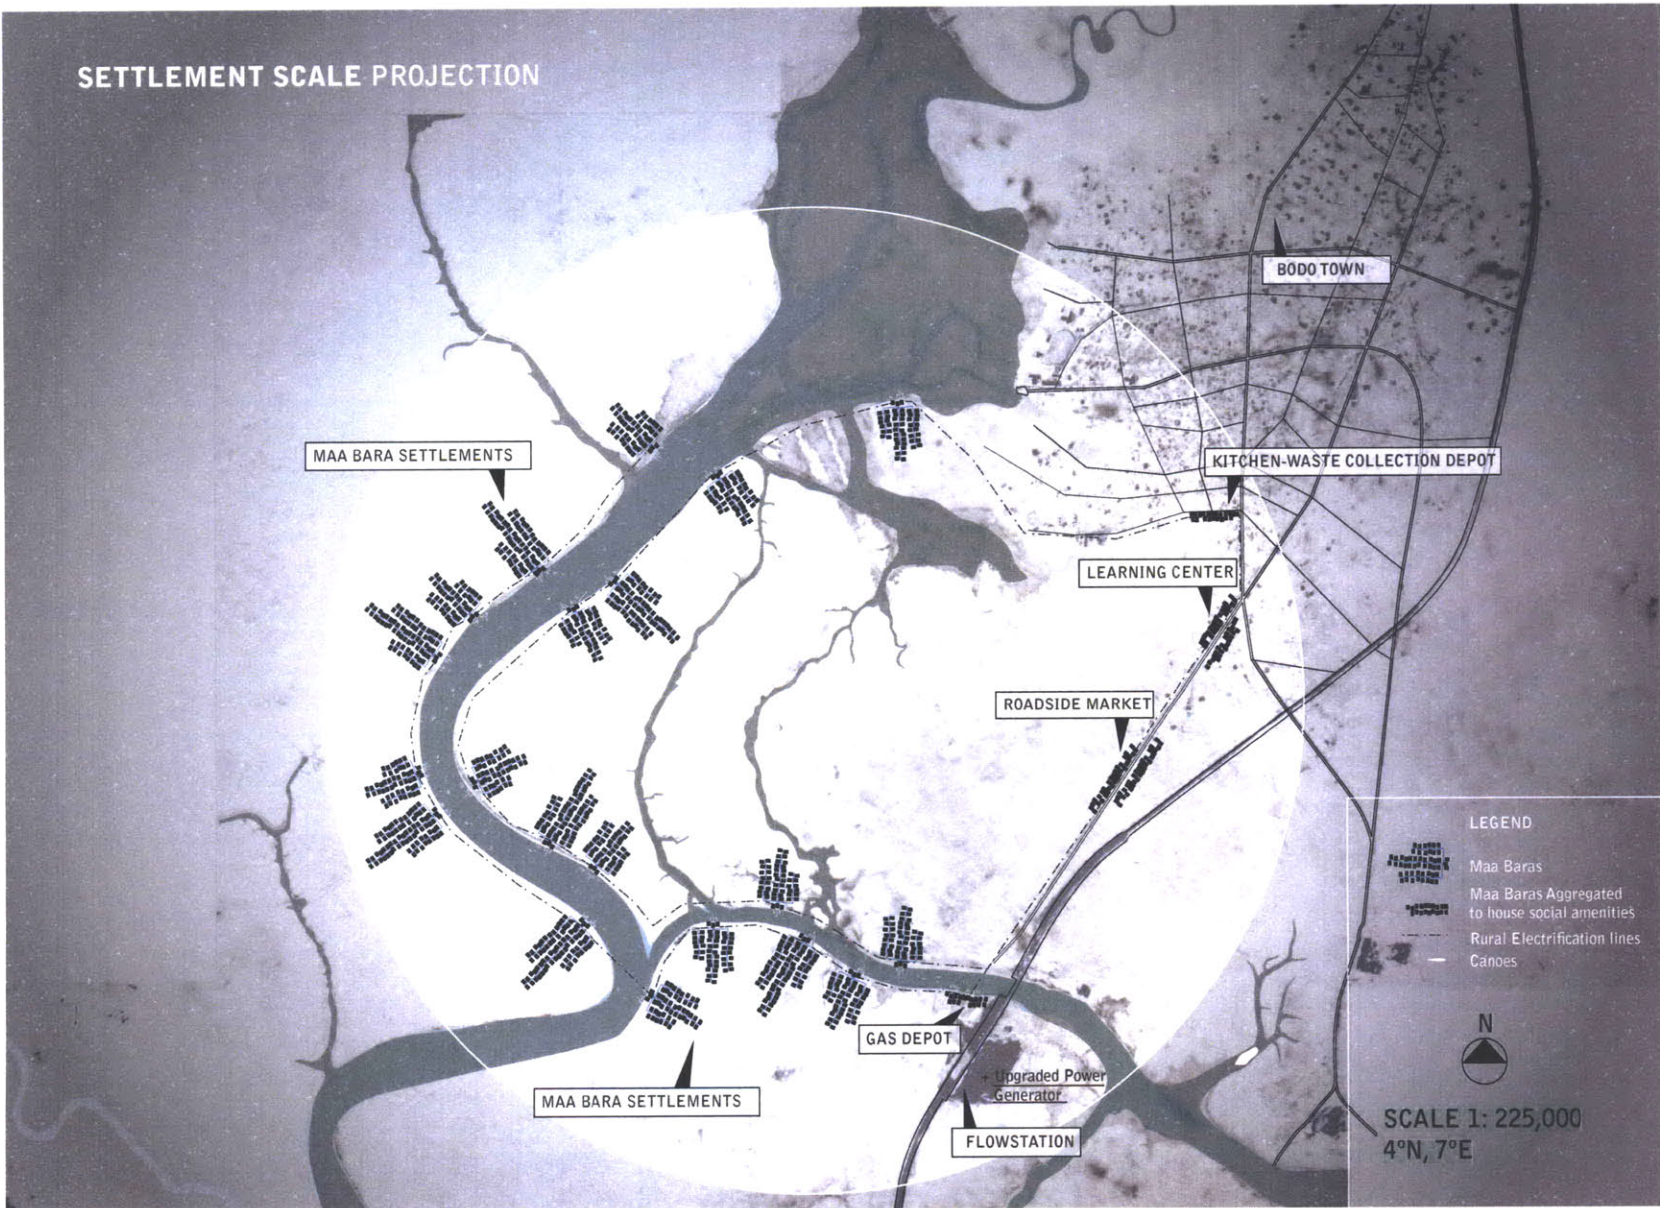 SETTLEMENT SCALE PROJECTION
BODO TOWN
MAA BARA SETTLEMENTS
KITCHEN-WASTE COLLECTION DEPOT
LEARNING CENTER
ROADSIDE MARKET
LEGEND
Maa Baras
Maa Baras Aggregated
to house social amenities
Rural Electrification lines
Canoes
N
GAS DEPOT
+ Upgraded Power
Generator
MAA BARA SETTLEMENTS
FLOWSTATION
SCALE 1: 225,000
4°N, 7°E